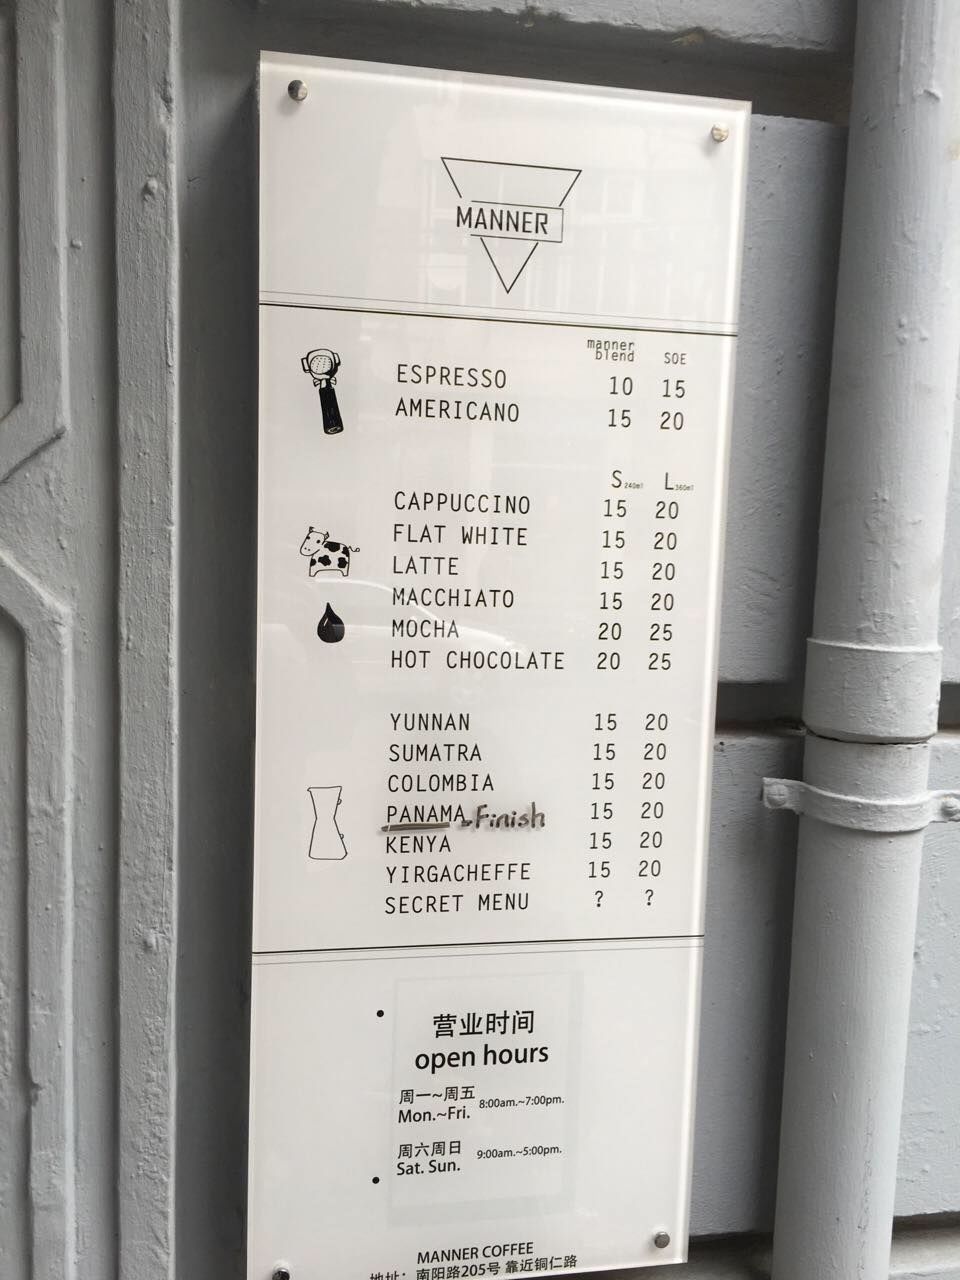 MANNER
manner blend SOE
ESPRESSO 10 15
AMERICANO 15 20
S 240ml L 360ml
CAPPUCCINO 15 20
FLAT WHITE 15 20
LATTE 15 20
MACCHIATO 15 20
MOCHA 20 25
HOT CHOCOLATE 20 25
YUNNAN 15 20
SUMATRA 15 20
COLOMBIA 15 20
PANAMA Finish 15 20
KENYA 15 20
YIRGACHEFFE 15 20
SECRET MENU ? ?
营业时间
open hours
周一~周五
Mon.~Fri. 8:00am.~7:00pm.
周六周日
Sat. Sun. 9:00am.~5:00pm.
MANNER COFFEE
地址：南阳路205号 靠近铜仁路